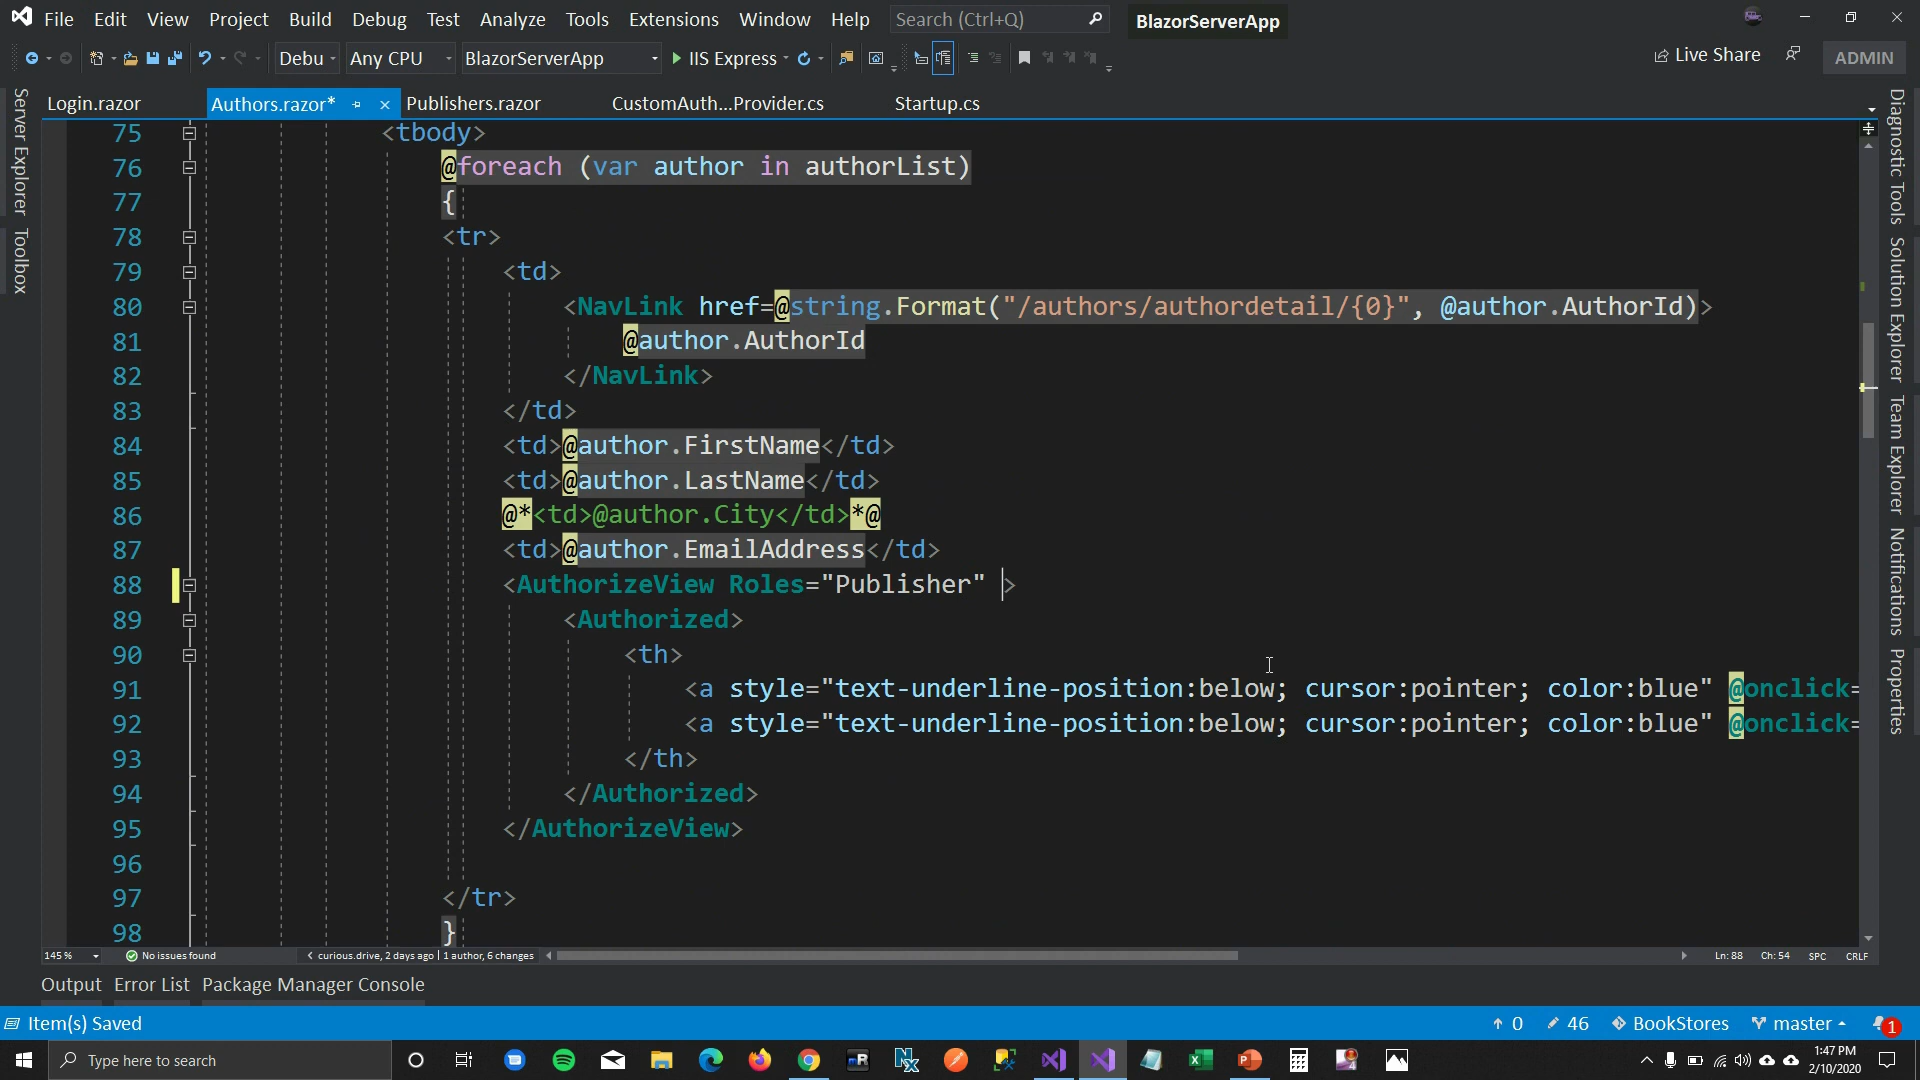 File Edit View Project Build Debug Test Analyze Tools Extensions Window Help Search (Ctrl+Q) BlazorServerApp
Debu Any CPU BlazorServerApp IIS Express Live Share ADMIN
Login.razor Authors.razor* Publishers.razor CustomAuth...Provider.cs Startup.cs
Server Explorer
Toolbox
75 <tbody>
76 @foreach (var author in authorList)
77 {
78 <tr>
79 <td>
80 <NavLink href=@string.Format("/authors/authordetail/{0}", @author.AuthorId)>
81 @author.AuthorId
82 </NavLink>
83 </td>
84 <td>@author.FirstName</td>
85 <td>@author.LastName</td>
86 @*<td>@author.City</td>*@
87 <td>@author.EmailAddress</td>
88 <AuthorizeView Roles="Publisher" >
89 <Authorized>
90 <th>
91 <a style="text-underline-position:below; cursor:pointer; color:blue" @onclick=
92 <a style="text-underline-position:below; cursor:pointer; color:blue" @onclick=
93 </th>
94 </Authorized>
95 </AuthorizeView>
96
97 </tr>
98 }
Diagnostic Tools
Solution Explorer
Team Explorer
Notifications
Properties
145 % No issues found curious.drive, 2 days ago | 1 author, 6 changes Ln: 88 Ch: 54 SPC CRLF
Output Error List Package Manager Console
Item(s) Saved 0 46 BookStores master 1
Type here to search 1:47 PM
2/10/2020